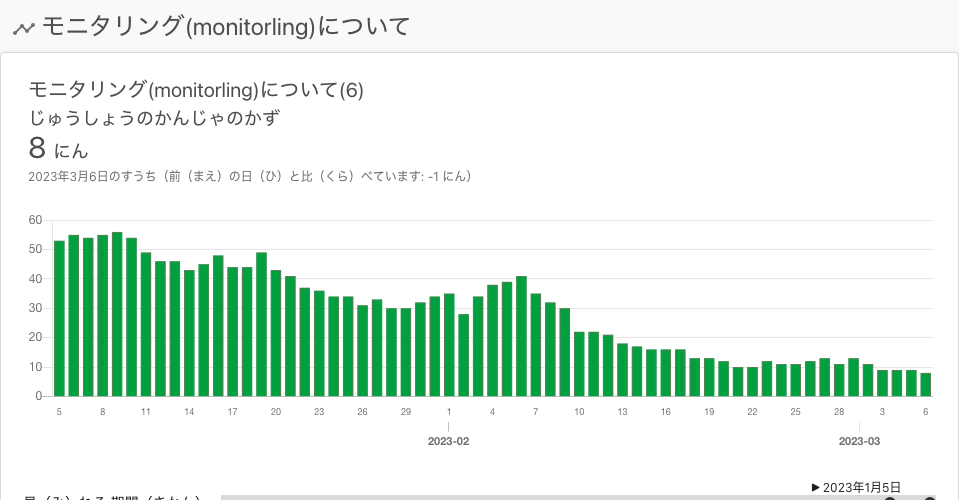 モニタリング(monitorling)について
モニタリング(monitorling)について(6)
じゅうしょうのかんじゃのかず
8 にん
2023年3月6日のすうち（前（まえ）の日（ひ）と比（くら）べています: -1 にん）
60
50
40
30
20
10
0
5 8 11 14 17 20 23 26 29 1 4 7 10 13 16 19 22 25 28 3 6
2023-02 2023-03
2023年1月5日